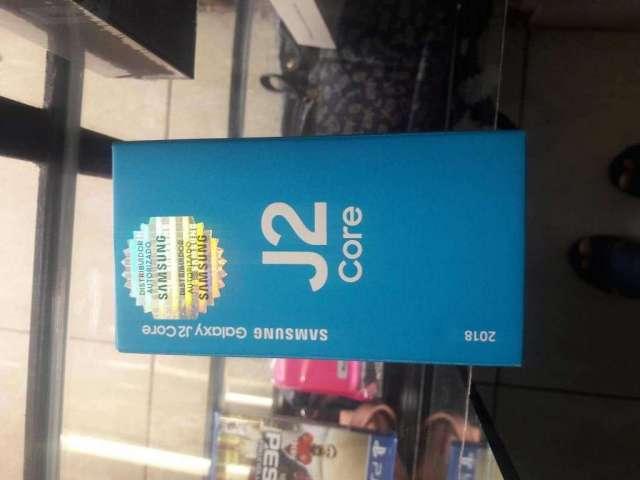 J2
core
SAMSUNG Galaxy J2 Core
2018
DISTRIBUIDOR
AUTORIZADO
SAMSUNG
DISTRIBUIDOR
AUTORIZADO
SAMSUNG
PES